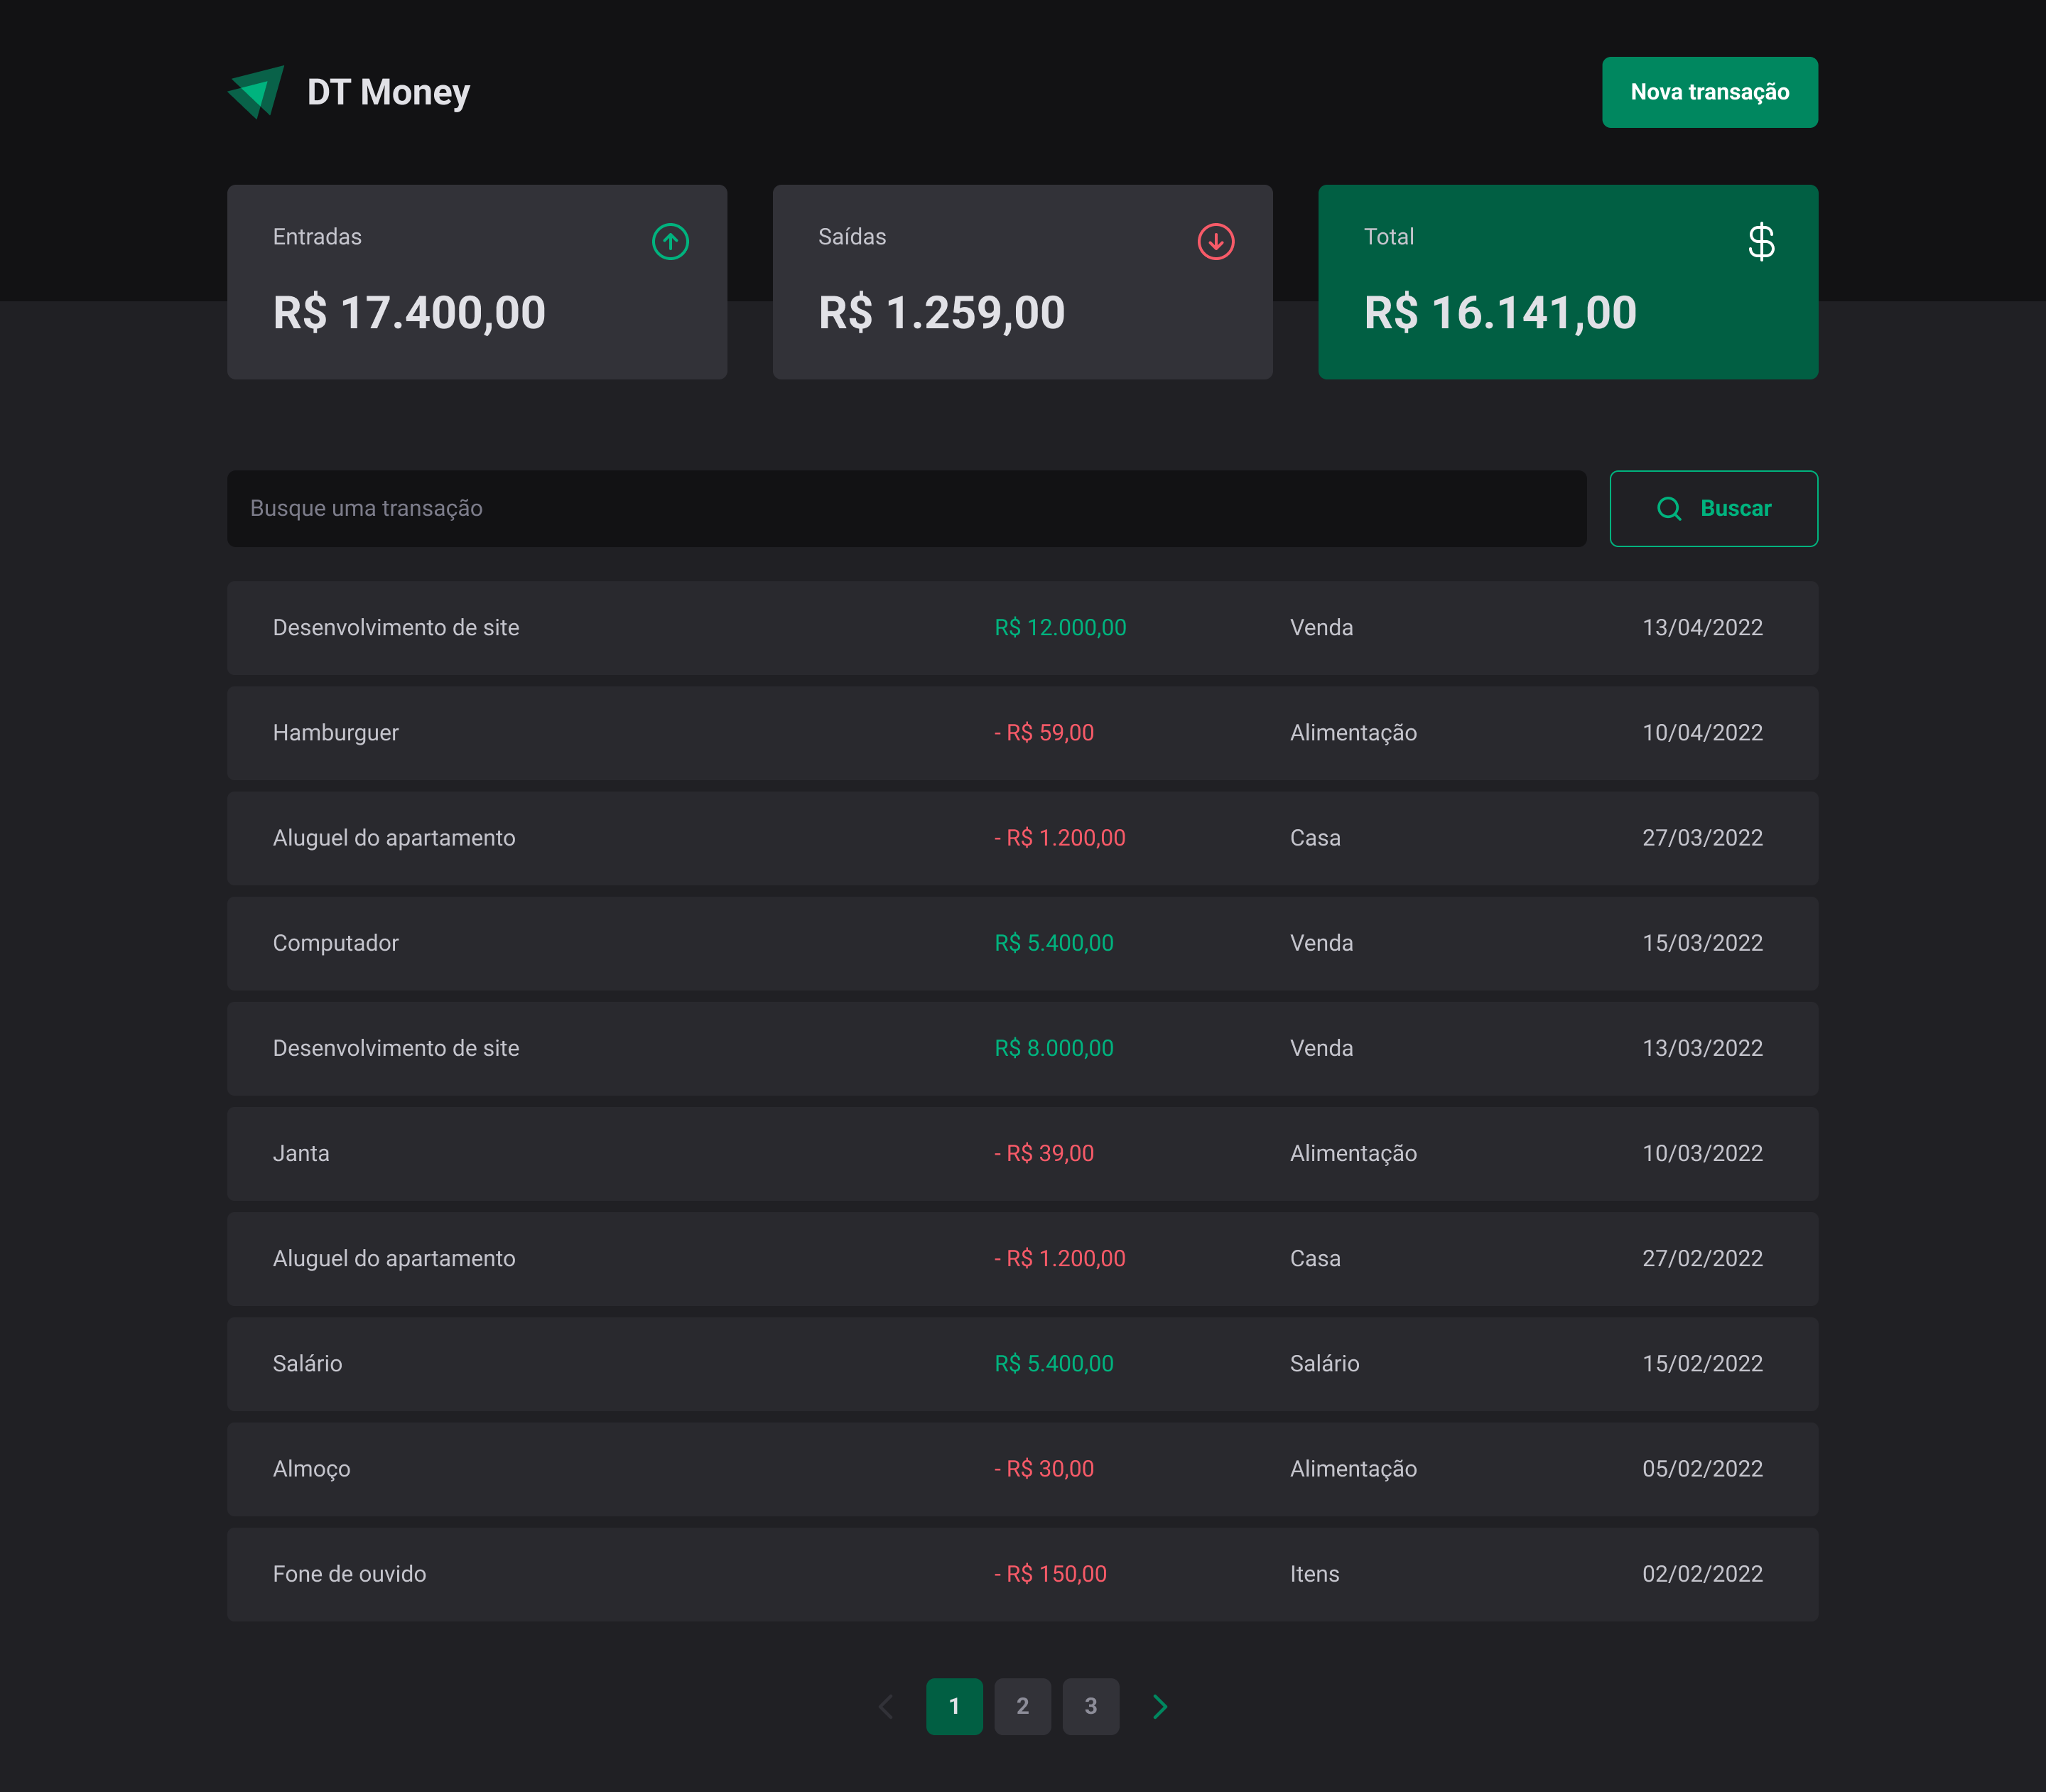 DT Money
Nova transação
Entradas
R$ 17.400,00
Saídas
R$ 1.259,00
Total
$
R$ 16.141,00
Busque uma transação
Buscar
Desenvolvimento de site R$ 12.000,00 Venda 13/04/2022
Hamburguer - R$ 59,00 Alimentação 10/04/2022
Aluguel do apartamento - R$ 1.200,00 Casa 27/03/2022
Computador R$ 5.400,00 Venda 15/03/2022
Desenvolvimento de site R$ 8.000,00 Venda 13/03/2022
Janta - R$ 39,00 Alimentação 10/03/2022
Aluguel do apartamento - R$ 1.200,00 Casa 27/02/2022
Salário R$ 5.400,00 Salário 15/02/2022
Almoço - R$ 30,00 Alimentação 05/02/2022
Fone de ouvido - R$ 150,00 Itens 02/02/2022
1 2 3